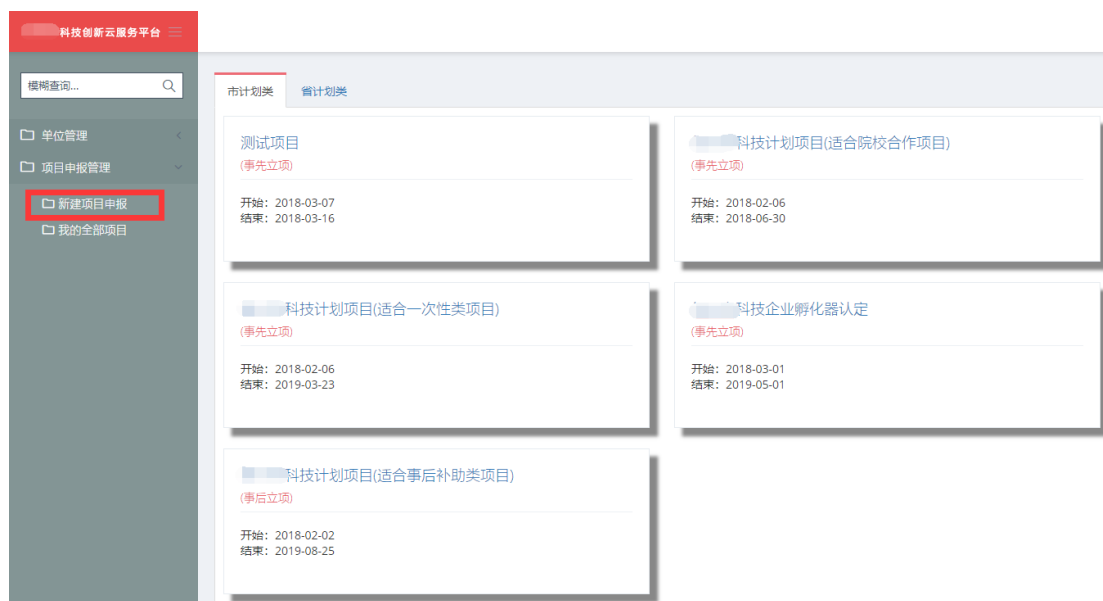 科技创新云服务平台
模糊查询...
单位管理
项目申报管理
新建项目申报
我的全部项目
市计划类 省计划类
测试项目
(事先立项)
开始：2018-03-07
结束：2018-03-16
科技计划项目(适合院校合作项目)
(事先立项)
开始：2018-02-06
结束：2018-06-30
科技计划项目(适合一次性类项目)
(事先立项)
开始：2018-02-06
结束：2019-03-23
科技企业孵化器认定
(事先立项)
开始：2018-03-01
结束：2019-05-01
科技计划项目(适合事后补助类项目)
(事后立项)
开始：2018-02-02
结束：2019-08-25